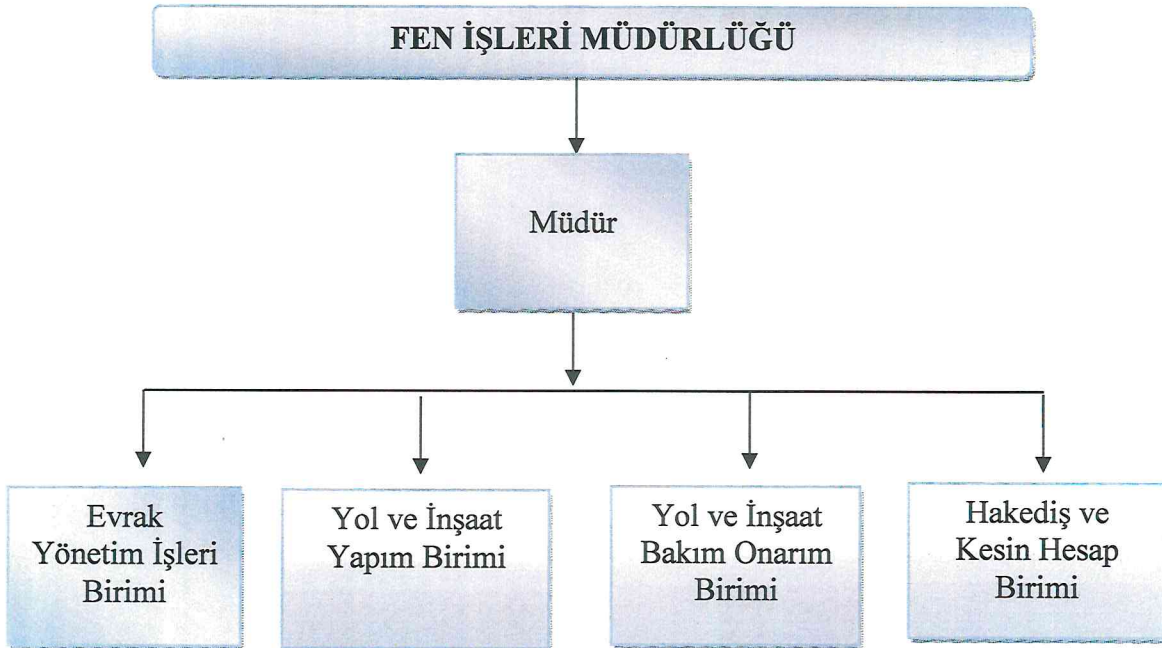 FEN İŞLERİ MÜDÜRLÜĞÜ
Müdür
Evrak
Yönetim İşleri
Birimi
Yol ve İnşaat
Yapım Birimi
Yol ve İnşaat
Bakım Onarım
Birimi
Hakediş ve
Kesin Hesap
Birimi